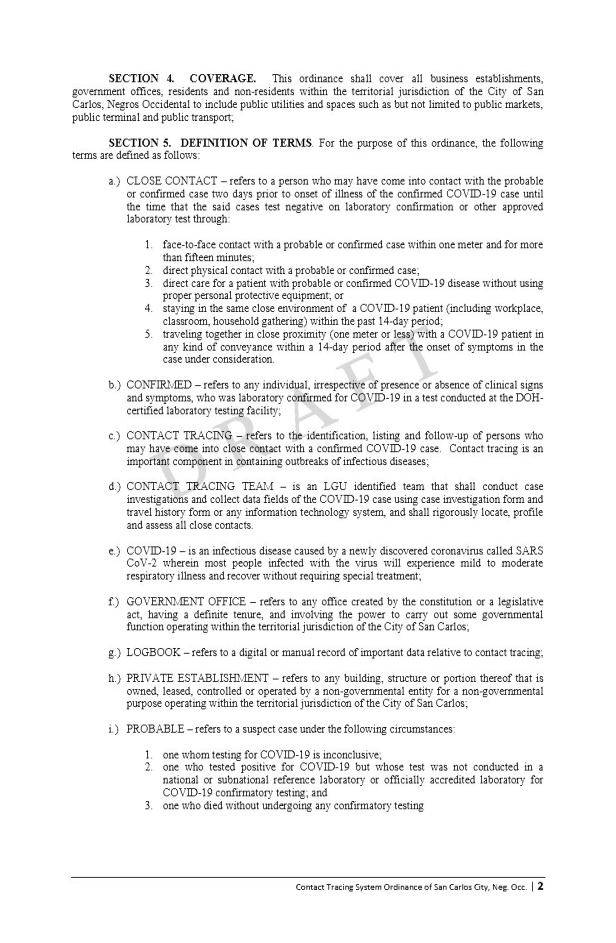 SECTION 4. COVERAGE. This ordinance shall cover all business establishments,
government offices, residents and non-residents within the territorial jurisdiction of the City of San
Carlos, Negros Occidental to include public utilities and spaces such as but not limited to public markets,
public terminal and public transport;
SECTION 5. DEFINITION OF TERMS. For the purpose of this ordinance, the following
terms are defined as follows:
a.) CLOSE CONTACT – refers to a person who may have come into contact with the probable
or confirmed case two days prior to onset of illness of the confirmed COVID-19 case until
the time that the said cases test negative on laboratory confirmation or other approved
laboratory test through:
1. face-to-face contact with a probable or confirmed case within one meter and for more
than fifteen minutes;
2. direct physical contact with a probable or confirmed case;
3. direct care for a patient with probable or confirmed COVID-19 disease without using
proper personal protective equipment; or
4. staying in the same close environment of a COVID-19 patient (including workplace,
classroom, household gathering) within the past 14-day period;
5. traveling together in close proximity (one meter or less) with a COVID-19 patient in
any kind of conveyance within a 14-day period after the onset of symptoms in the
case under consideration.
b.) CONFIRMED – refers to any individual, irrespective of presence or absence of clinical signs
and symptoms, who was laboratory confirmed for COVID-19 in a test conducted at the DOH-
certified laboratory testing facility;
c.) CONTACT TRACING – refers to the identification, listing and follow-up of persons who
may have come into close contact with a confirmed COVID-19 case. Contact tracing is an
important component in containing outbreaks of infectious diseases;
d.) CONTACT TRACING TEAM – is an LGU identified team that shall conduct case
investigations and collect data fields of the COVID-19 case using case investigation form and
travel history form or any information technology system, and shall rigorously locate, profile
and assess all close contacts.
e.) COVID-19 – is an infectious disease caused by a newly discovered coronavirus called SARS
CoV-2 wherein most people infected with the virus will experience mild to moderate
respiratory illness and recover without requiring special treatment;
f.) GOVERNMENT OFFICE – refers to any office created by the constitution or a legislative
act, having a definite tenure, and involving the power to carry out some governmental
function operating within the territorial jurisdiction of the City of San Carlos;
g.) LOGBOOK – refers to a digital or manual record of important data relative to contact tracing;
h.) PRIVATE ESTABLISHMENT – refers to any building, structure or portion thereof that is
owned, leased, controlled or operated by a non-governmental entity for a non-governmental
purpose operating within the territorial jurisdiction of the City of San Carlos;
i.) PROBABLE – refers to a suspect case under the following circumstances:
1. one whom testing for COVID-19 is inconclusive;
2. one who tested positive for COVID-19 but whose test was not conducted in a
national or subnational reference laboratory or officially accredited laboratory for
COVID-19 confirmatory testing; and
3. one who died without undergoing any confirmatory testing
DRAFT
Contact Tracing System Ordinance of San Carlos City, Neg. Occ. | 2